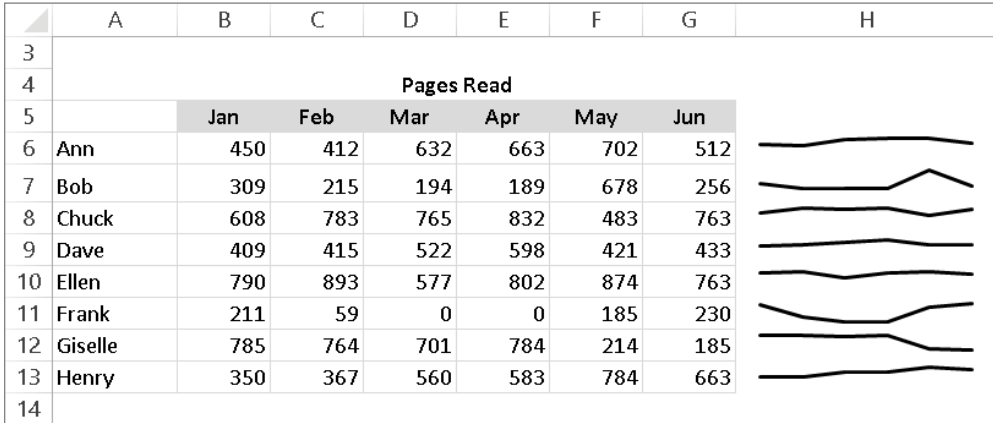 A B C D E F G H
3
4 Pages Read
5 Jan Feb Mar Apr May Jun
6 Ann 450 412 632 663 702 512
7 Bob 309 215 194 189 678 256
8 Chuck 608 783 765 832 483 763
9 Dave 409 415 522 598 421 433
10 Ellen 790 893 577 802 874 763
11 Frank 211 59 0 0 185 230
12 Giselle 785 764 701 784 214 185
13 Henry 350 367 560 583 784 663
14